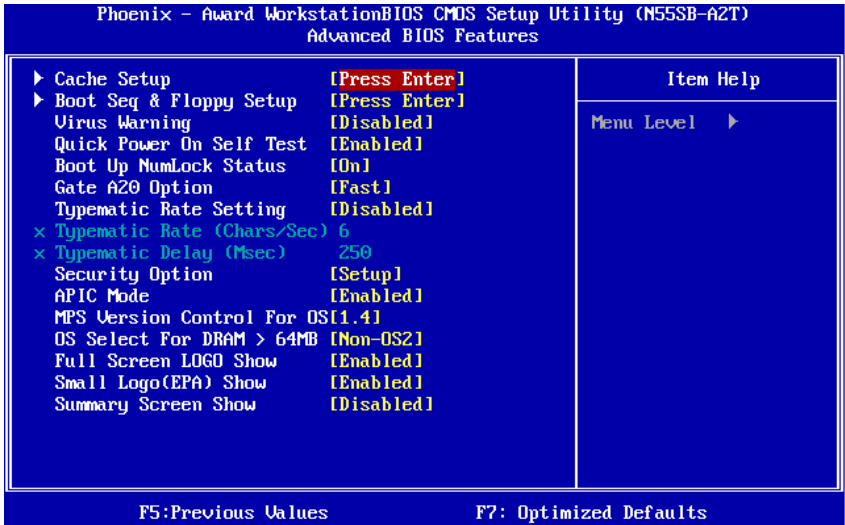 Phoenix - Award WorkstationBIOS CMOS Setup Utility (N55SB-A2T)
Advanced BIOS Features
Cache Setup [Press Enter]
Boot Seq & Floppy Setup [Press Enter]
Virus Warning [Disabled]
Quick Power On Self Test [Enabled]
Boot Up NumLock Status [On]
Gate A20 Option [Fast]
Typematic Rate Setting [Disabled]
x Typematic Rate (Chars/Sec) 6
x Typematic Delay (Msec) 250
Security Option [Setup]
APIC Mode [Enabled]
MPS Version Control For OS[1.4]
OS Select For DRAM > 64MB [Non-OS2]
Full Screen LOGO Show [Enabled]
Small Logo(EPA) Show [Enabled]
Summary Screen Show [Disabled]
Item Help
Menu Level
F5:Previous Values F7: Optimized Defaults